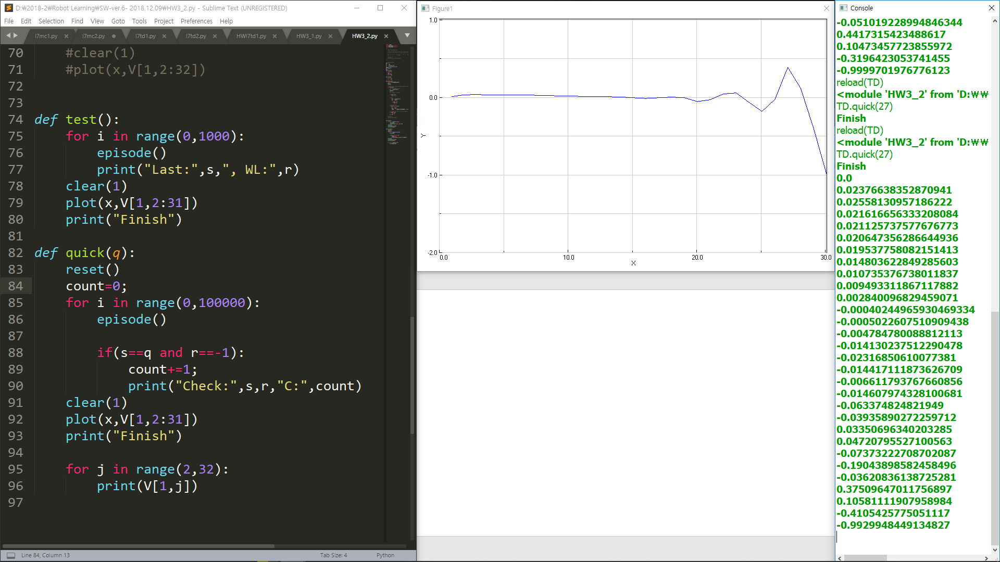 D:₩2018-2₩Robot Learning₩SW-ver.6- 2018.12.09₩HW3_2.py - Sublime Text (UNREGISTERED)
File Edit Selection Find View Goto Tools Project Preferences Help
l7mc1.py l7mc2.py l7td1.py l7td2.py HWl7td1.py HW3_1.py HW3_2.py
70 #clear(1)
71 #plot(x,V[1,2:32])
72
73
74 def test():
75 for i in range(0,1000):
76 episode()
77 print("Last:",s,", WL:",r)
78 clear(1)
79 plot(x,V[1,2:31])
80 print("Finish")
81
82 def quick(q):
83 reset()
84 count=0;
85 for i in range(0,100000):
86 episode()
87
88 if(s==q and r==-1):
89 count+=1;
90 print("Check:",s,r,"C:",count)
91 clear(1)
92 plot(x,V[1,2:31])
93 print("Finish")
94
95 for j in range(2,32):
96 print(V[1,j])
97
Line 84, Column 13 Tab Size: 4 Python
Figure1
1.0
0.0
Y
-1.0
-2.0
0.0 10.0 20.0 30.0
X
Console
-0.051019228994846344
0.4417315423488617
0.10473457723855972
-0.3196423053741455
-0.9999701976776123
reload(TD)
<module 'HW3_2' from 'D:₩₩
TD.quick(27)
Finish
reload(TD)
<module 'HW3_2' from 'D:₩₩
TD.quick(27)
Finish
0.0
0.02376638352870941
0.02558130957186222
0.021616656333208084
0.021125737577676773
0.020647356286644936
0.019537758082151413
0.014803622849285603
0.010735376738011837
0.009493311867117882
0.002840096829459071
-0.00040244965930469334
-0.0005022607510909438
-0.004784780088812113
-0.014130237512290478
-0.02316850610077381
-0.014417111873626709
-0.006611793767660856
-0.014607974328100681
-0.063374824821949
-0.03935890272259712
0.03350696340203285
0.04720795527100563
-0.07373222708702087
-0.19043898582458496
-0.03620836138725281
0.37509647011756897
0.10581111907958984
-0.4105425775051117
-0.9929948449134827